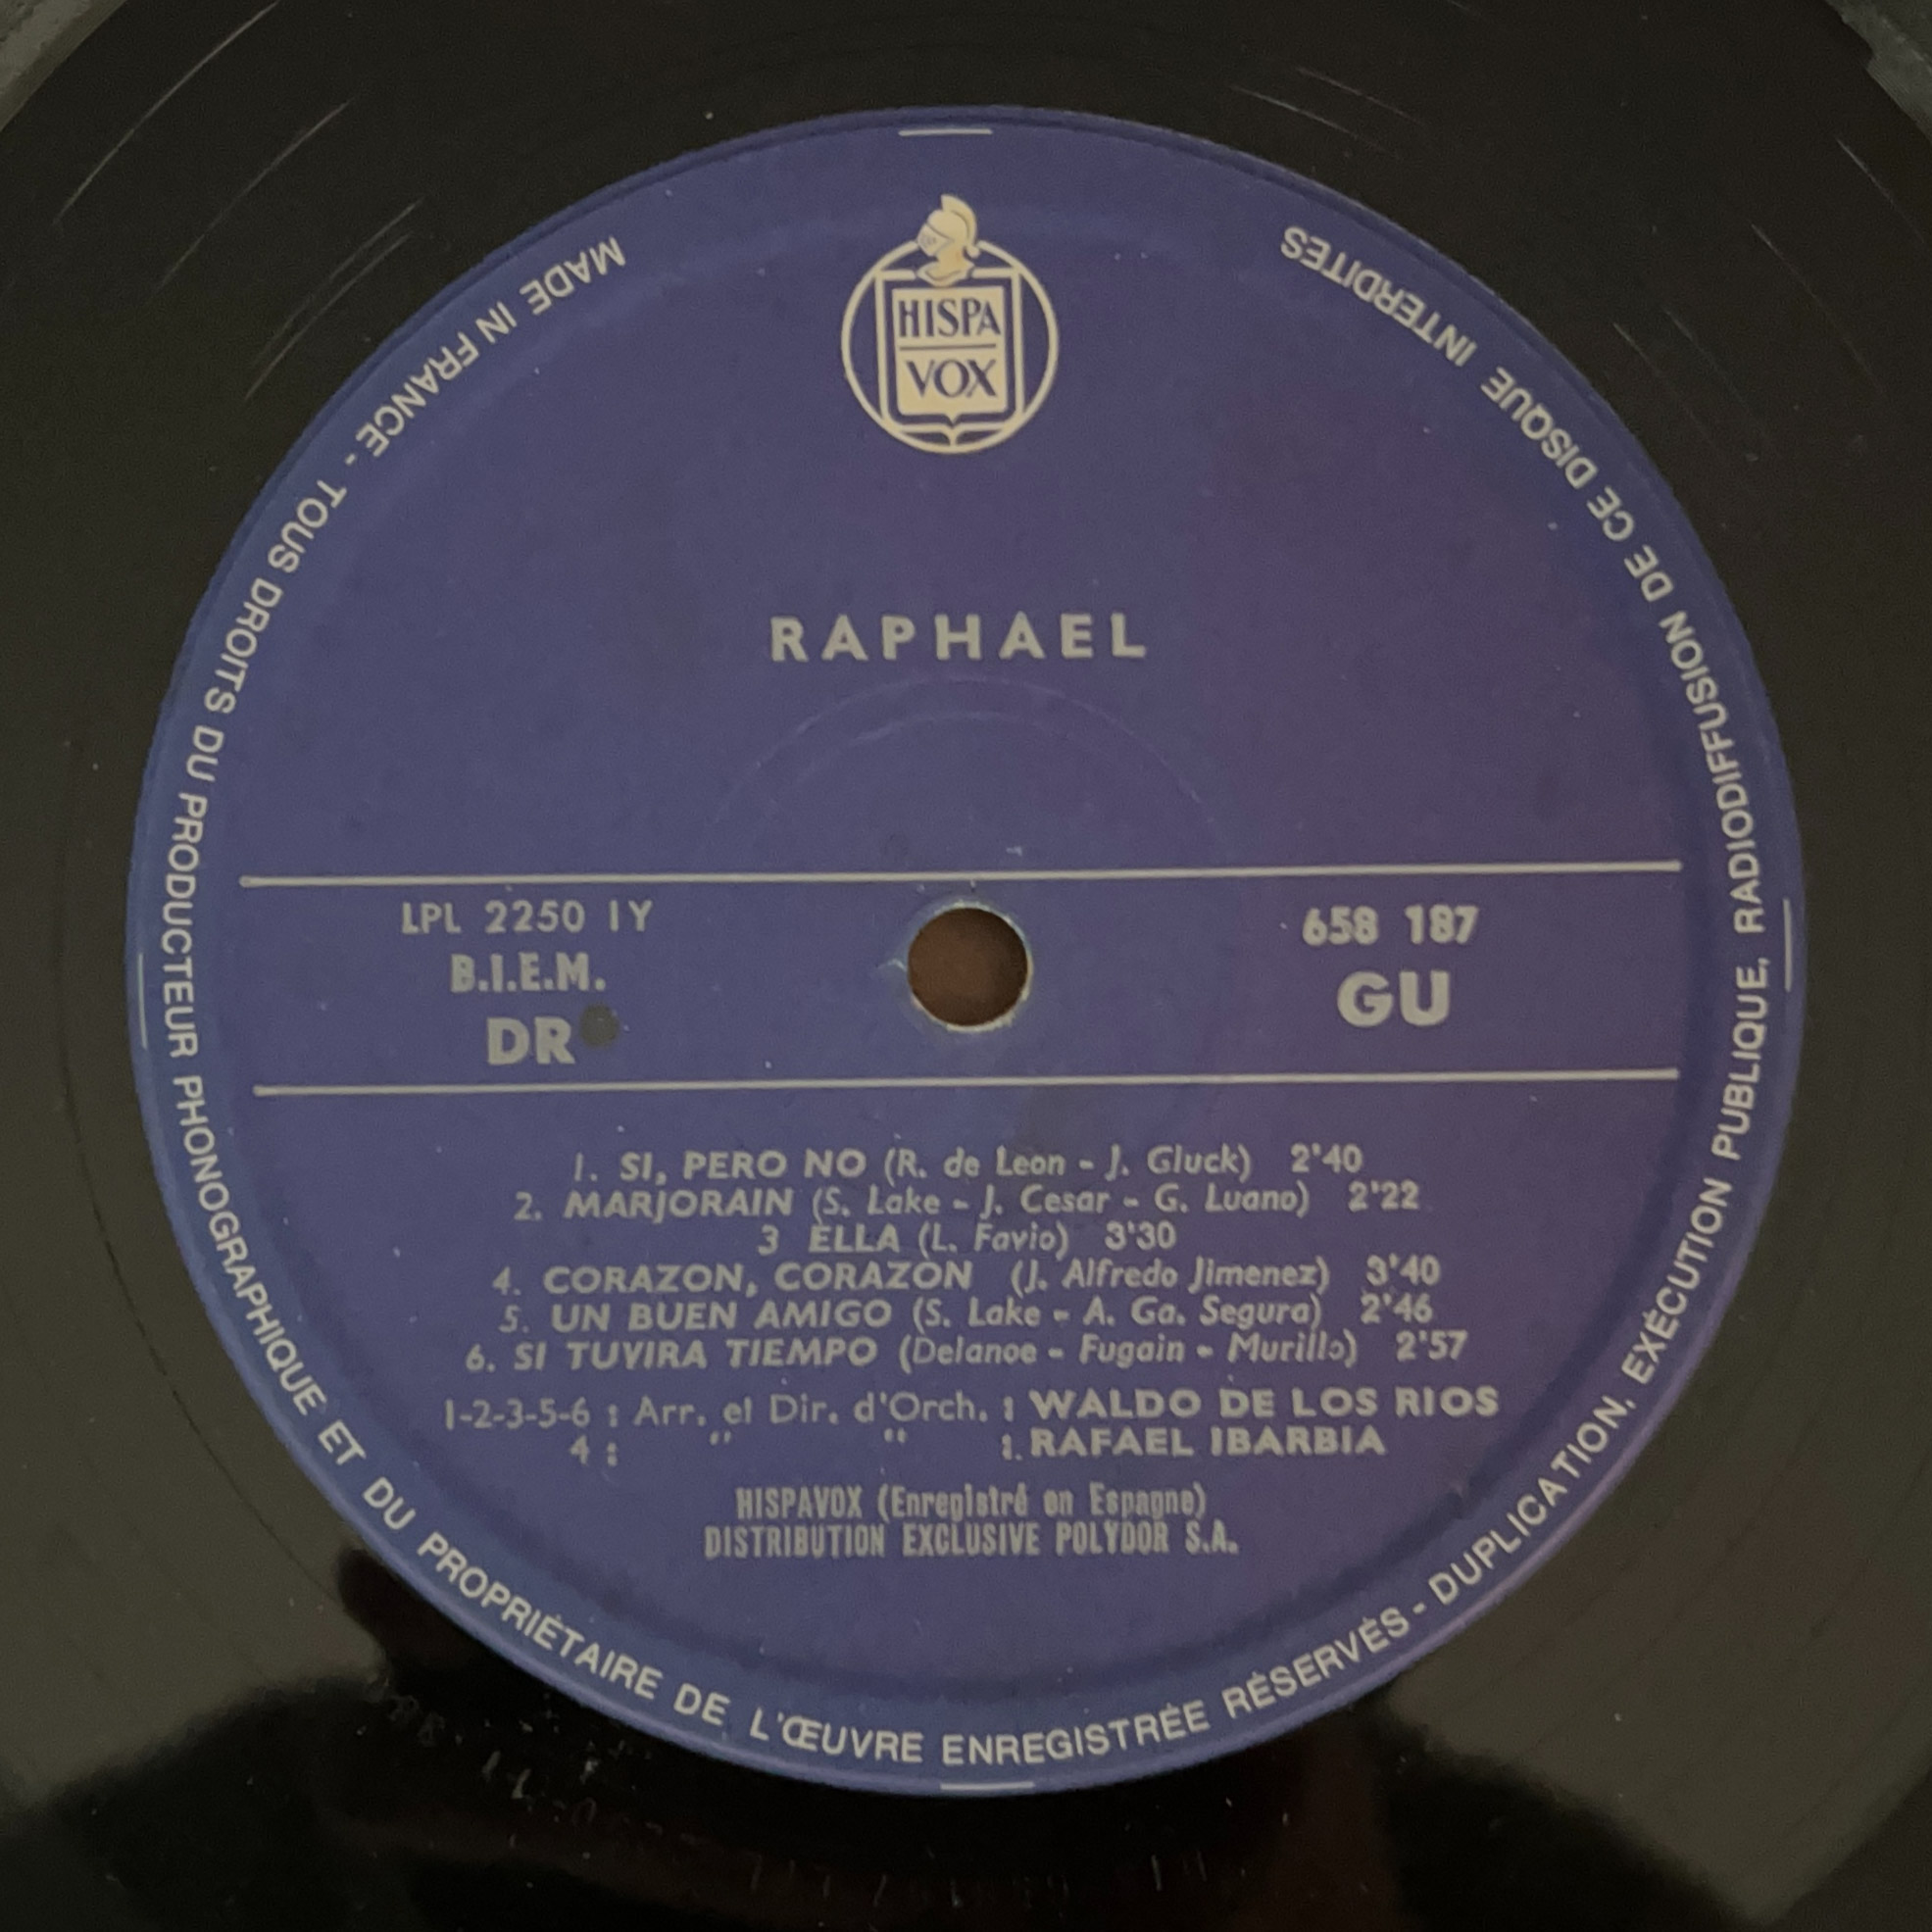 HISPA
VOX
RAPHAEL
LPL 2250 1Y
B.I.E.M.
DR
658 187
GU
1. SI, PERO NO (R. de Leon - J. Gluck) 2'40
2. MARJORAIN (S. Lake - J. Cesar - G. Luano) 2'22
3 ELLA (L. Favio) 3'30
4. CORAZON, CORAZON (J. Alfredo Jimenez) 3'40
5. UN BUEN AMIGO (S. Lake - A. Ga. Segura) 2'46
6. SI TUVIRA TIEMPO (Delanoe - Fugain - Murillo) 2'57
1-2-3-5-6 : Arr. et Dir. d'Orch. : WALDO DE LOS RIOS
4 : " " : RAFAEL IBARBIA
HISPAVOX (Enregistré en Espagne)
DISTRIBUTION EXCLUSIVE POLYDOR S.A.
MADE IN FRANCE - TOUS DROITS DU PRODUCTEUR PHONOGRAPHIQUE ET DU PROPRIÉTAIRE DE L'ŒUVRE ENREGISTRÉE RÉSERVÉS - DUPLICATION, EXÉCUTION PUBLIQUE, RADIODIFFUSION DE CE DISQUE INTERDITES